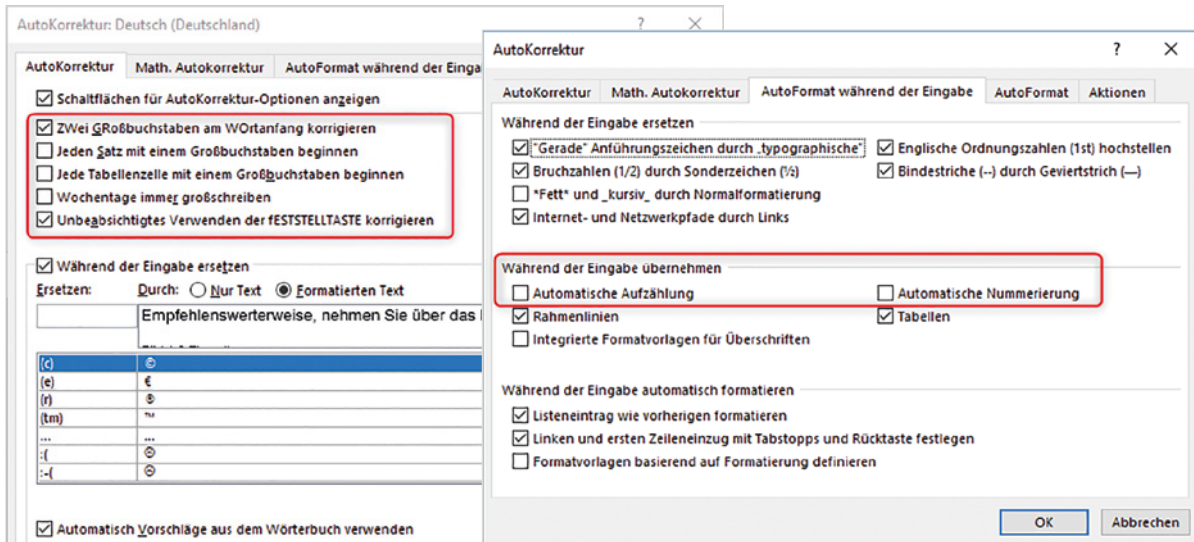 AutoKorrektur: Deutsch (Deutschland)
?
AutoKorrektur Math. Autokorrektur AutoFormat während der Einga
Schaltflächen für AutoKorrektur-Optionen anzeigen
ZWei GRoßbuchstaben am WOrtanfang korrigieren
Jeden Satz mit einem Großbuchstaben beginnen
Jede Tabellenzelle mit einem Großbuchstaben beginnen
Wochentage immer großschreiben
Unbeabsichtigtes Verwenden der fESTSTELLTASTE korrigieren
Während der Eingabe ersetzen
Ersetzen: Durch: Nur Text Formatierten Text
Empfehlenswerterweise, nehmen Sie über das
(c) ©
(e) €
(r) ®
(tm) ™
... ...
:( ☹
:-( ☹
Automatisch Vorschläge aus dem Wörterbuch verwenden
AutoKorrektur
?
AutoKorrektur Math. Autokorrektur AutoFormat während der Eingabe AutoFormat Aktionen
Während der Eingabe ersetzen
"Gerade" Anführungszeichen durch „typographische" Englische Ordnungszahlen (1st) hochstellen
Bruchzahlen (1/2) durch Sonderzeichen (½) Bindestriche (--) durch Geviertstrich (—)
*Fett* und _kursiv_ durch Normalformatierung
Internet- und Netzwerkpfade durch Links
Während der Eingabe übernehmen
Automatische Aufzählung Automatische Nummerierung
Rahmenlinien Tabellen
Integrierte Formatvorlagen für Überschriften
Während der Eingabe automatisch formatieren
Listeneintrag wie vorherigen formatieren
Linken und ersten Zeileneinzug mit Tabstopps und Rücktaste festlegen
Formatvorlagen basierend auf Formatierung definieren
OK Abbrechen